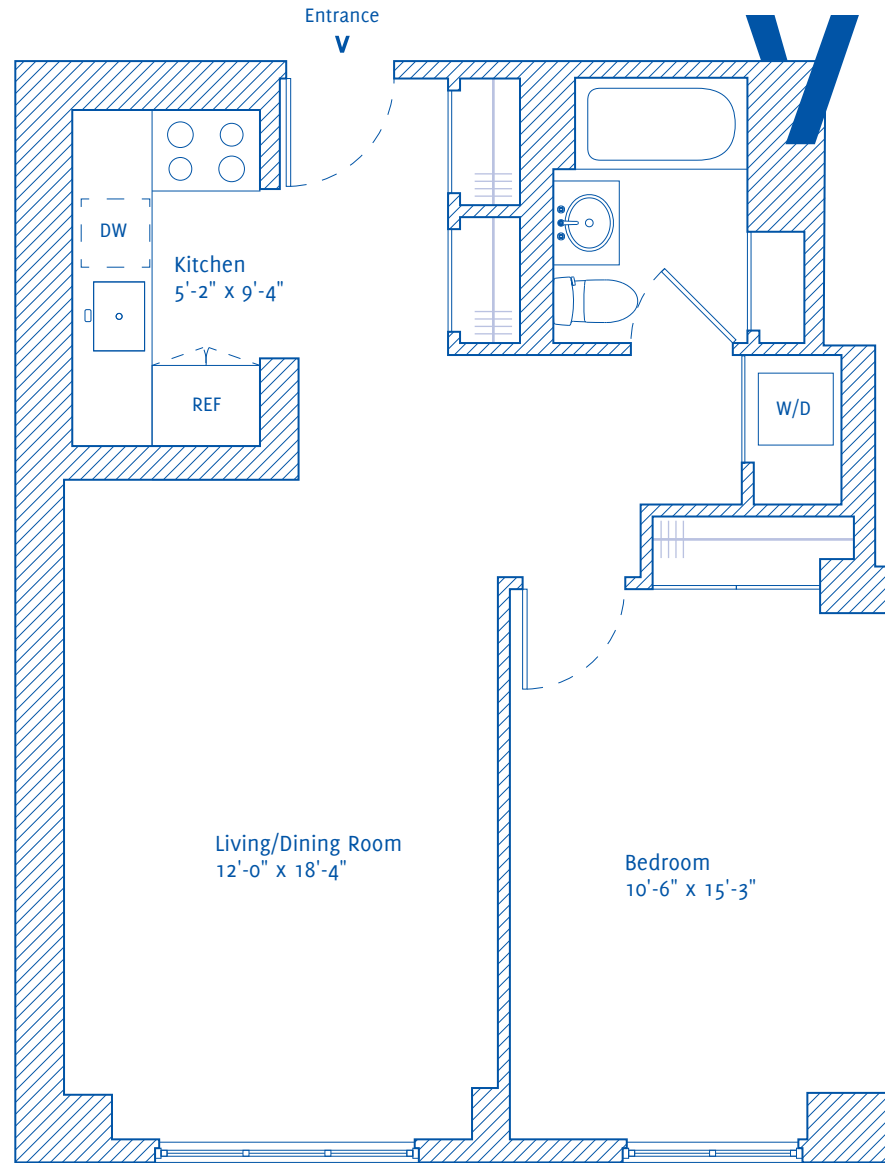 Entrance
V
DW
Kitchen
5'-2" x 9'-4"
REF
W/D
Living/Dining Room
12'-0" x 18'-4"
Bedroom
10'-6" x 15'-3"